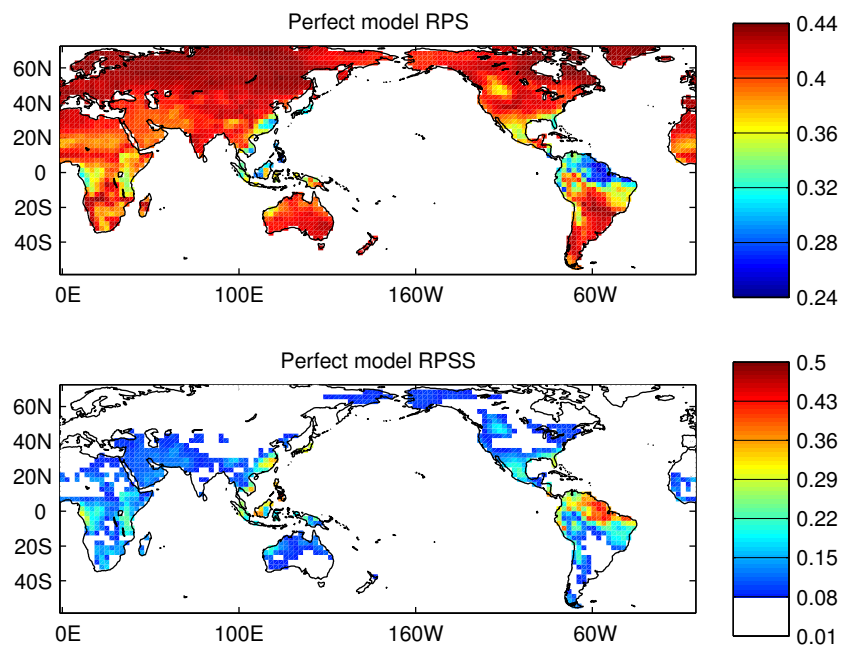 Perfect model RPS
60N
40N
20N
0
20S
40S
0E 100E 160W 60W
0.44
0.4
0.36
0.32
0.28
0.24
Perfect model RPSS
60N
40N
20N
0
20S
40S
0E 100E 160W 60W
0.5
0.43
0.36
0.29
0.22
0.15
0.08
0.01